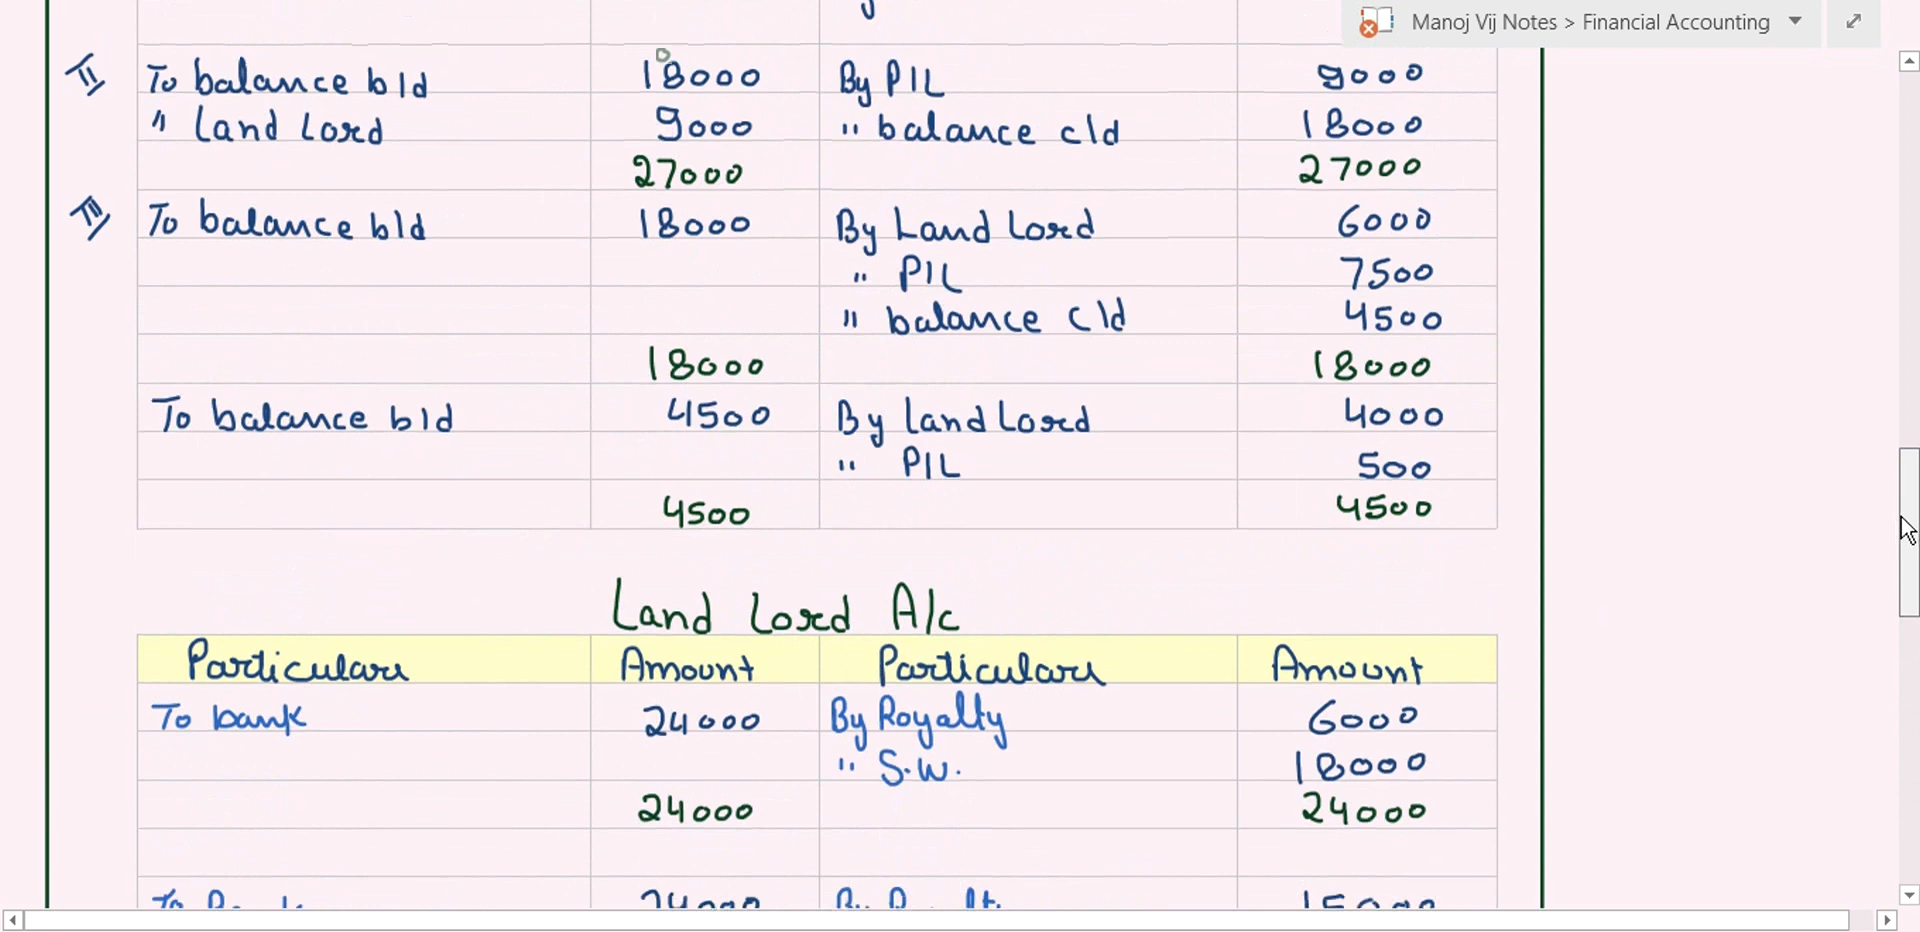 Manoj Vij Notes > Financial Accounting
II To balance b/d 18000 By P/L 9000
" Land Lord 9000 " balance c/d 18000
27000 27000
III To balance b/d 18000 By Land Lord 6000
" P/L 7500
" balance c/d 4500
18000 18000
To balance b/d 4500 By Land Lord 4000
" P/L 500
4500 4500
Land Lord A/c
Particulars Amount Particulars Amount
To bank 24000 By Royalty 6000
" S.W. 18000
24000 24000